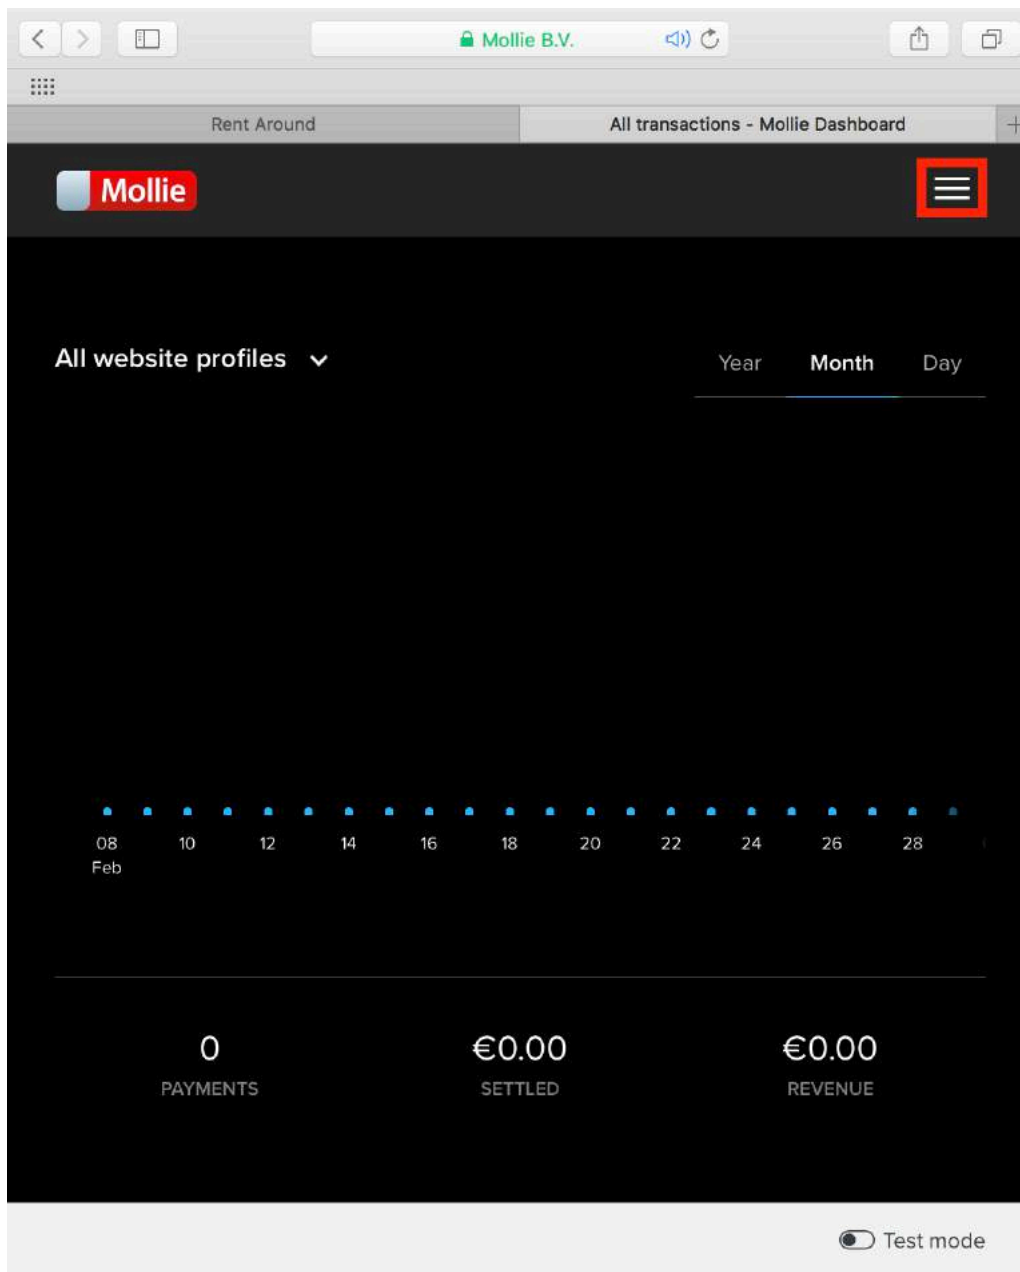 Mollie B.V.
Rent Around
All transactions - Mollie Dashboard
Mollie
All website profiles
Year Month Day
08 10 12 14 16 18 20 22 24 26 28
Feb
0 €0.00 €0.00
PAYMENTS SETTLED REVENUE
Test mode